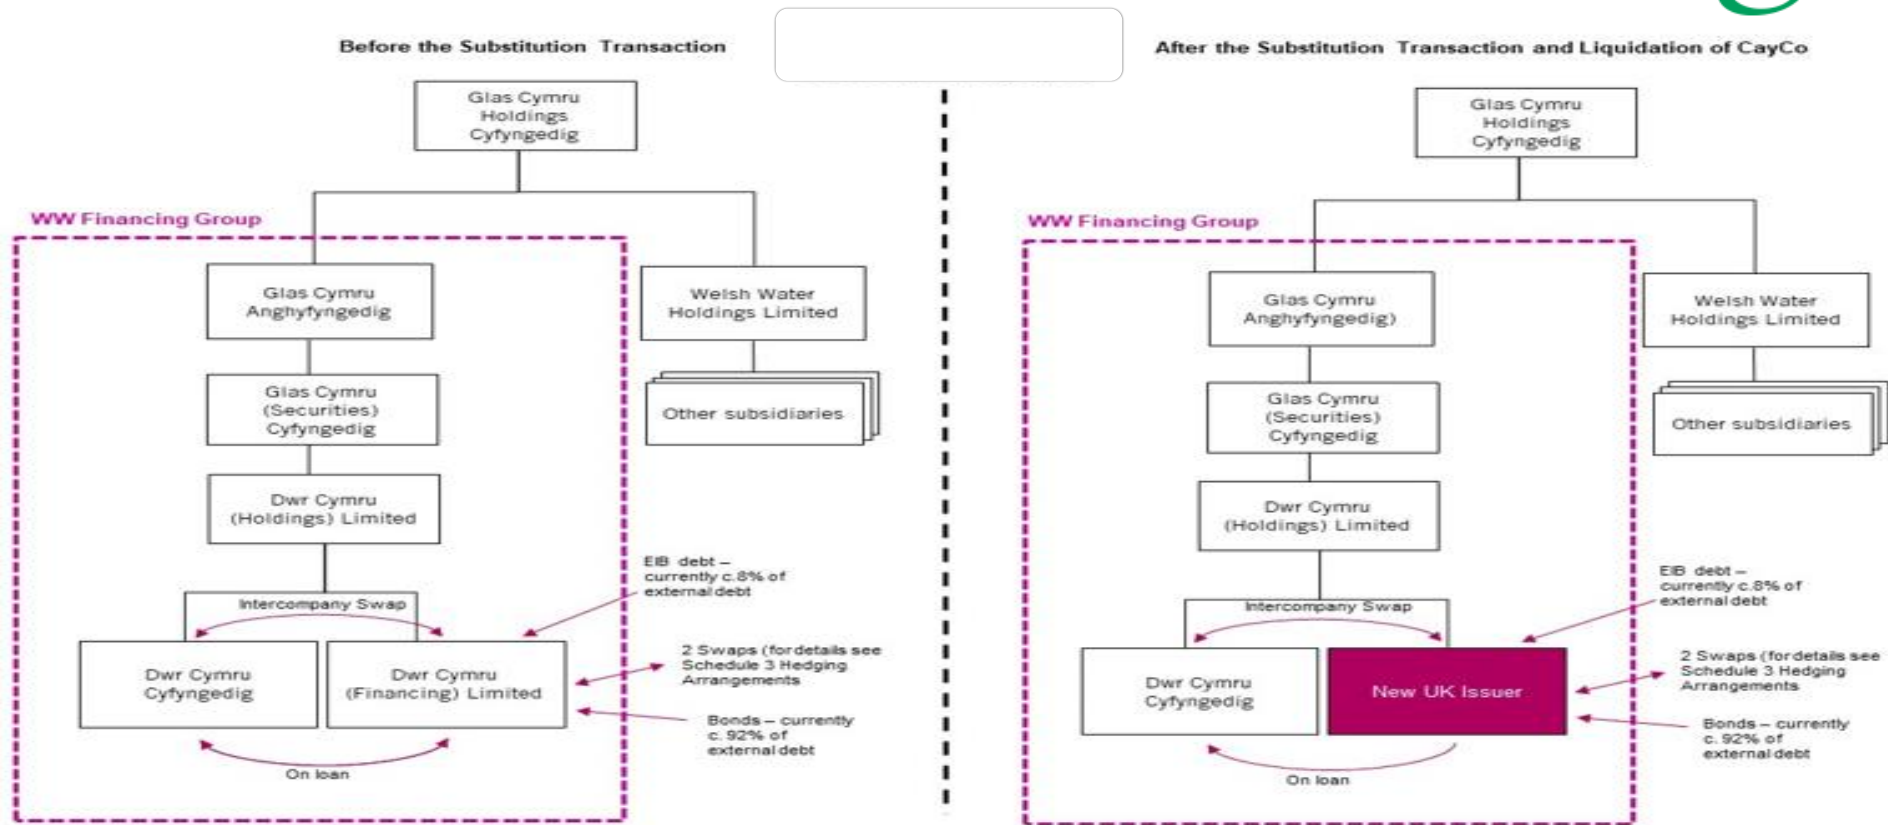 Before the Substitution Transaction
Glas Cymru
Holdings
Cyfyngedig
WW Financing Group
Glas Cymru
Anghyfyngedig
Welsh Water
Holdings Limited
Glas Cymru
(Securities)
Cyfyngedig
Other subsidiaries
Dwr Cymru
(Holdings) Limited
EIB debt –
currently c.8% of
external debt
Intercompany Swap
Dwr Cymru
Cyfyngedig
Dwr Cymru
(Financing) Limited
2 Swaps (for details see
Schedule 3 Hedging
Arrangements
Bonds – currently
c. 92% of
external debt
On loan
After the Substitution Transaction and Liquidation of CayCo
Glas Cymru
Holdings
Cyfyngedig
WW Financing Group
Glas Cymru
Anghyfyngedig)
Welsh Water
Holdings Limited
Glas Cymru
(Securities)
Cyfyngedig
Other subsidiaries
Dwr Cymru
(Holdings) Limited
EIB debt –
currently c.8% of
external debt
Intercompany Swap
Dwr Cymru
Cyfyngedig
New UK Issuer
2 Swaps (for details see
Schedule 3 Hedging
Arrangements
Bonds – currently
c. 92% of
external debt
On loan